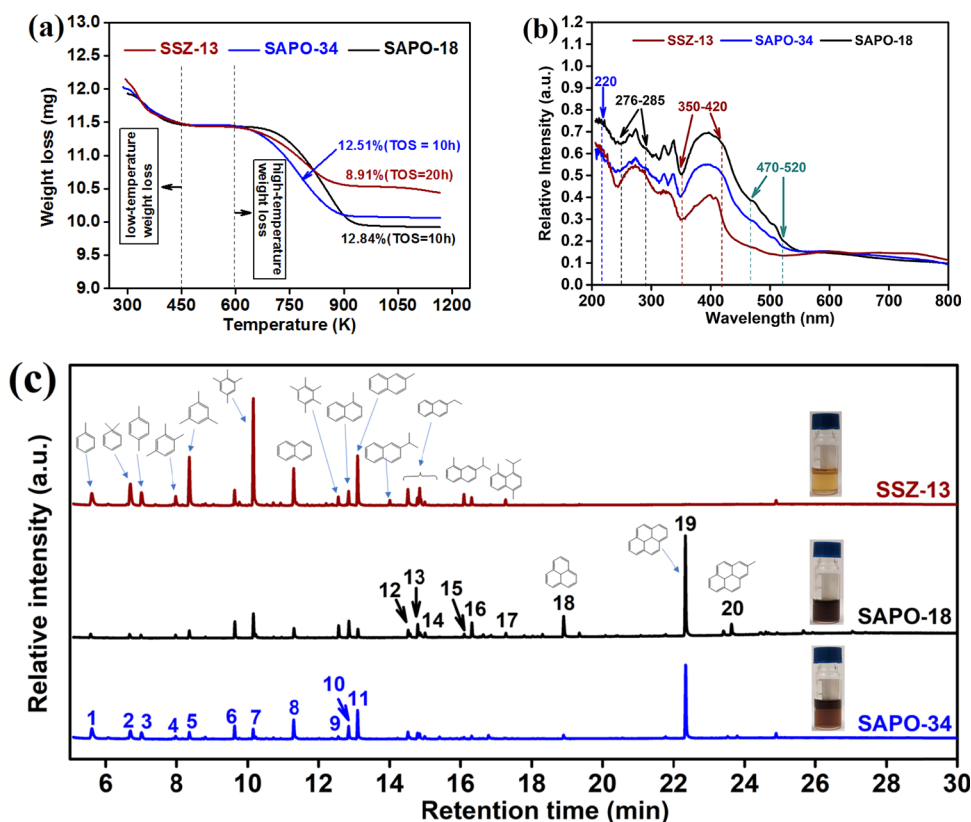 (a)
13.0
12.5
12.0
11.5
11.0
10.5
10.0
9.5
9.0
Weight loss (mg)
SSZ-13 SAPO-34 SAPO-18
low-temperature
weight loss
high-temperature
weight loss
12.51%(TOS = 10h)
8.91%(TOS=20h)
12.84%(TOS=10h)
300 450 600 750 900 1050 1200
Temperature (K)
(b)
1.2
1.1
1.0
0.9
0.8
0.7
0.6
0.5
0.4
0.3
0.2
0.1
0.0
Relative Intensity (a.u.)
SSZ-13 SAPO-34 SAPO-18
220
276-285
350-420
470-520
200 300 400 500 600 700 800
Wavelength (nm)
(c)
Relative intensity (a.u.)
SSZ-13
12 13 14 15 16 17 18 19 20
SAPO-18
1 2 3 4 5 6 7 8 9 10 11
SAPO-34
6 8 10 12 14 16 18 20 22 24 26 28 30
Retention time (min)